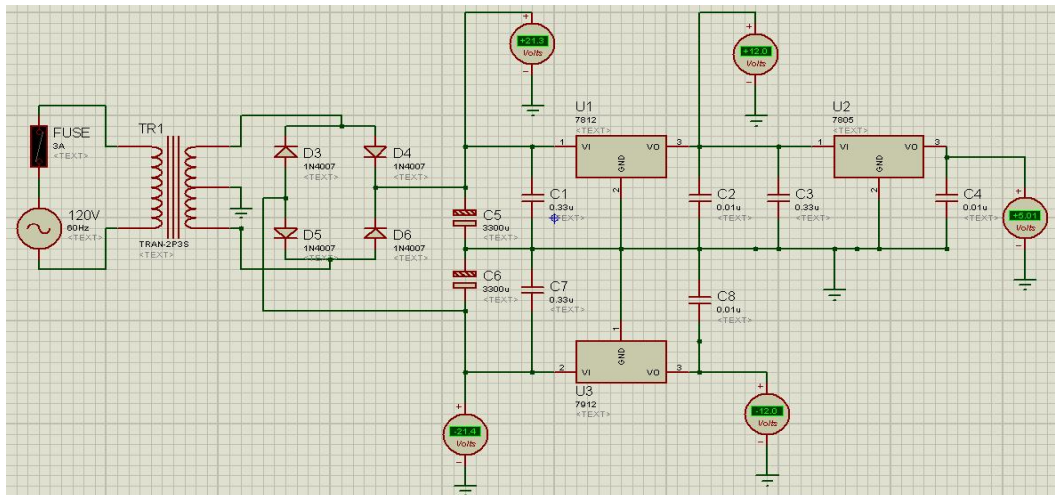 +21.3
Volts
+12.0
Volts
FUSE
3A
<TEXT>
TR1
TRAN-2P3S
<TEXT>
120V
60Hz
<TEXT>
D3
1N4007
<TEXT>
D4
1N4007
<TEXT>
D5
1N4007
<TEXT>
D6
1N4007
<TEXT>
U1
7812
<TEXT>
1 VI VO 3
GND
2
U2
7805
<TEXT>
1 VI VO 3
GND
2
C1
0.33u
<TEXT>
C2
0.01u
<TEXT>
C3
0.33u
<TEXT>
C4
0.01u
<TEXT>
+5.01
Volts
C5
3300u
<TEXT>
C6
3300u
<TEXT>
C7
0.33u
<TEXT>
C8
0.01u
<TEXT>
1
GND
2 VI VO 3
U3
7912
<TEXT>
-21.4
Volts
-12.0
Volts